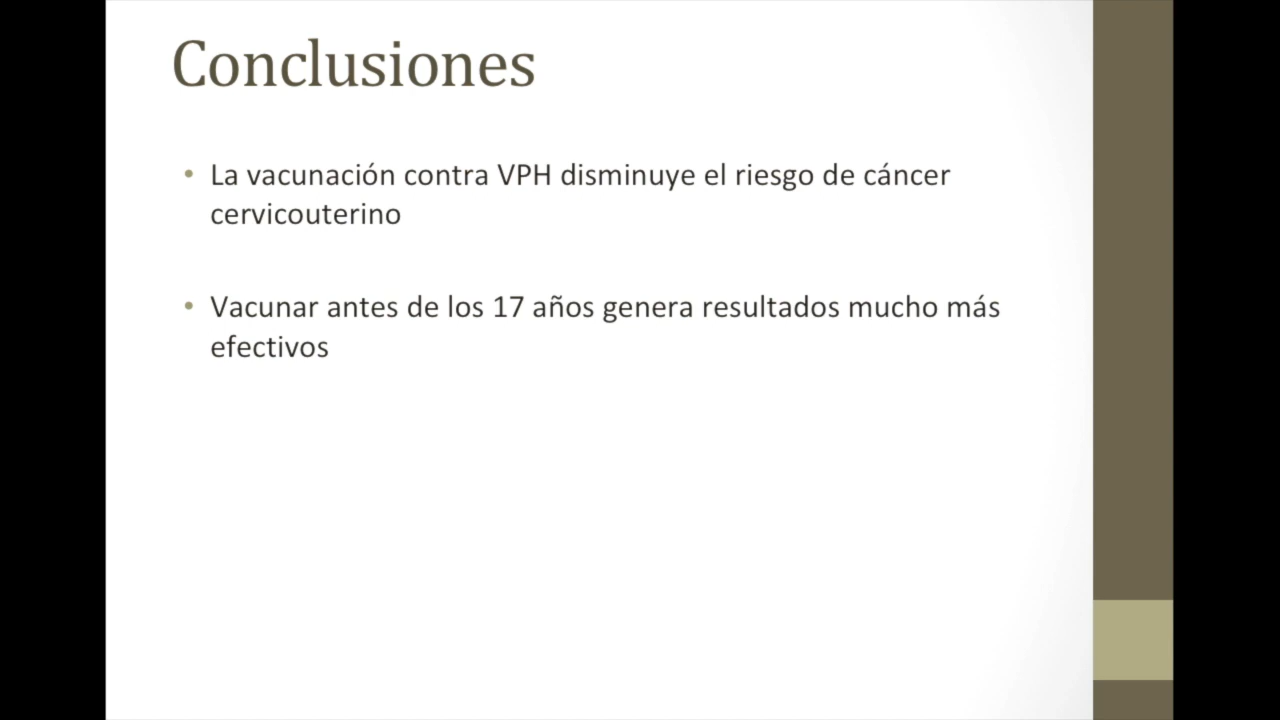 Conclusiones
• La vacunación contra VPH disminuye el riesgo de cáncer
cervicouterino
• Vacunar antes de los 17 años genera resultados mucho más
efectivos